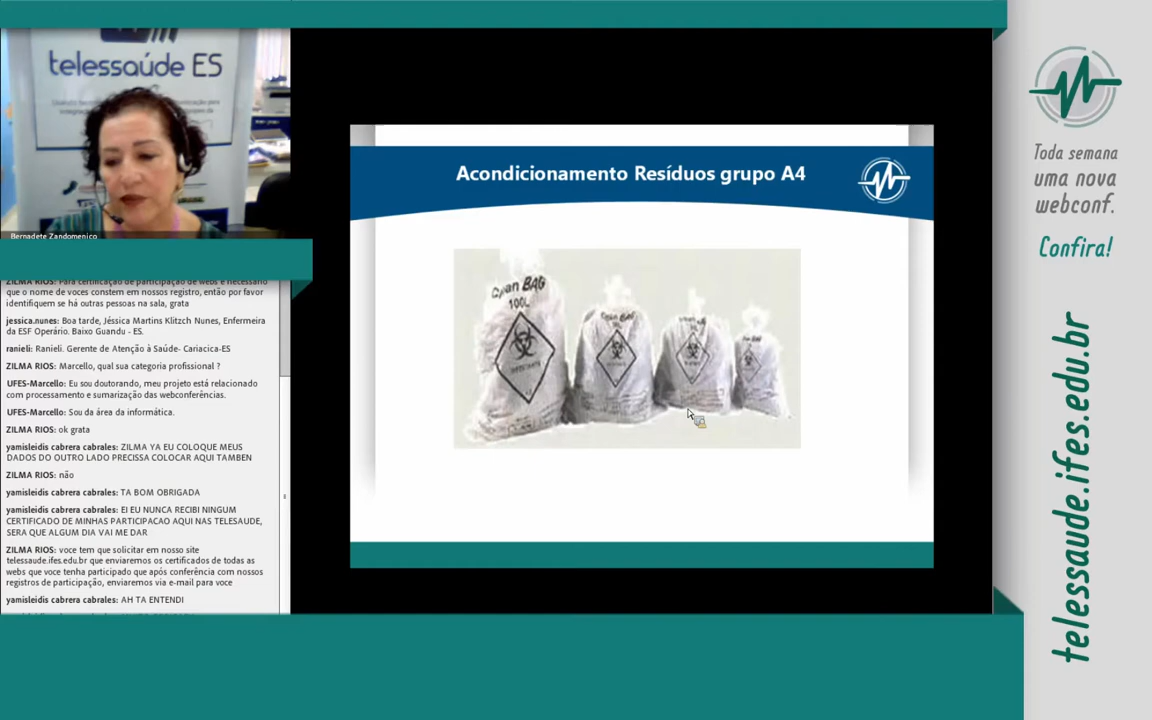 telessaúde ES
Bernadete Zandomenico
ZILMA RIOS: Para certificação de participação de webs é necessário
que o nome de voces constem em nossos registro, então por favor
identifiquem se há outras pessoas na sala, grata
jessica.nunes: Boa tarde, Jéssica Martins Klitzch Nunes, Enfermeira
da ESF Operário. Baixo Guandu - ES.
ranieli: Ranieli. Gerente de Atenção à Saúde- Cariacica-ES
ZILMA RIOS: Marcello, qual sua categoria profissional ?
UFES-Marcello: Eu sou doutorando, meu projeto está relacionado
com processamento e sumarização das webconferências.
UFES-Marcello: Sou da área da informática.
ZILMA RIOS: ok grata
yamisleidis cabrera cabrales: ZILMA YA EU COLOQUE MEUS
DADOS DO OUTRO LADO PRECISSA COLOCAR AQUI TAMBEN
ZILMA RIOS: não
yamisleidis cabrera cabrales: TA BOM OBRIGADA
yamisleidis cabrera cabrales: EI EU NUNCA RECIBI NINGUM
CERTIFICADO DE MINHAS PARTICIPACAO AQUI NAS TELESAUDE,
SERA QUE ALGUM DIA VAI ME DAR
ZILMA RIOS: voce tem que solicitar em nosso site
telessaude.ifes.edu.br que enviaremos os certificados de todas as
webs que voce tenha participado que após conferência com nossos
registros de participação, enviaremos via e-mail para voce
yamisleidis cabrera cabrales: AH TA ENTENDI
Acondicionamento Resíduos grupo A4
BAG
100L
Toda semana
uma nova
webconf.
Confira!
telessaude.ifes.edu.br